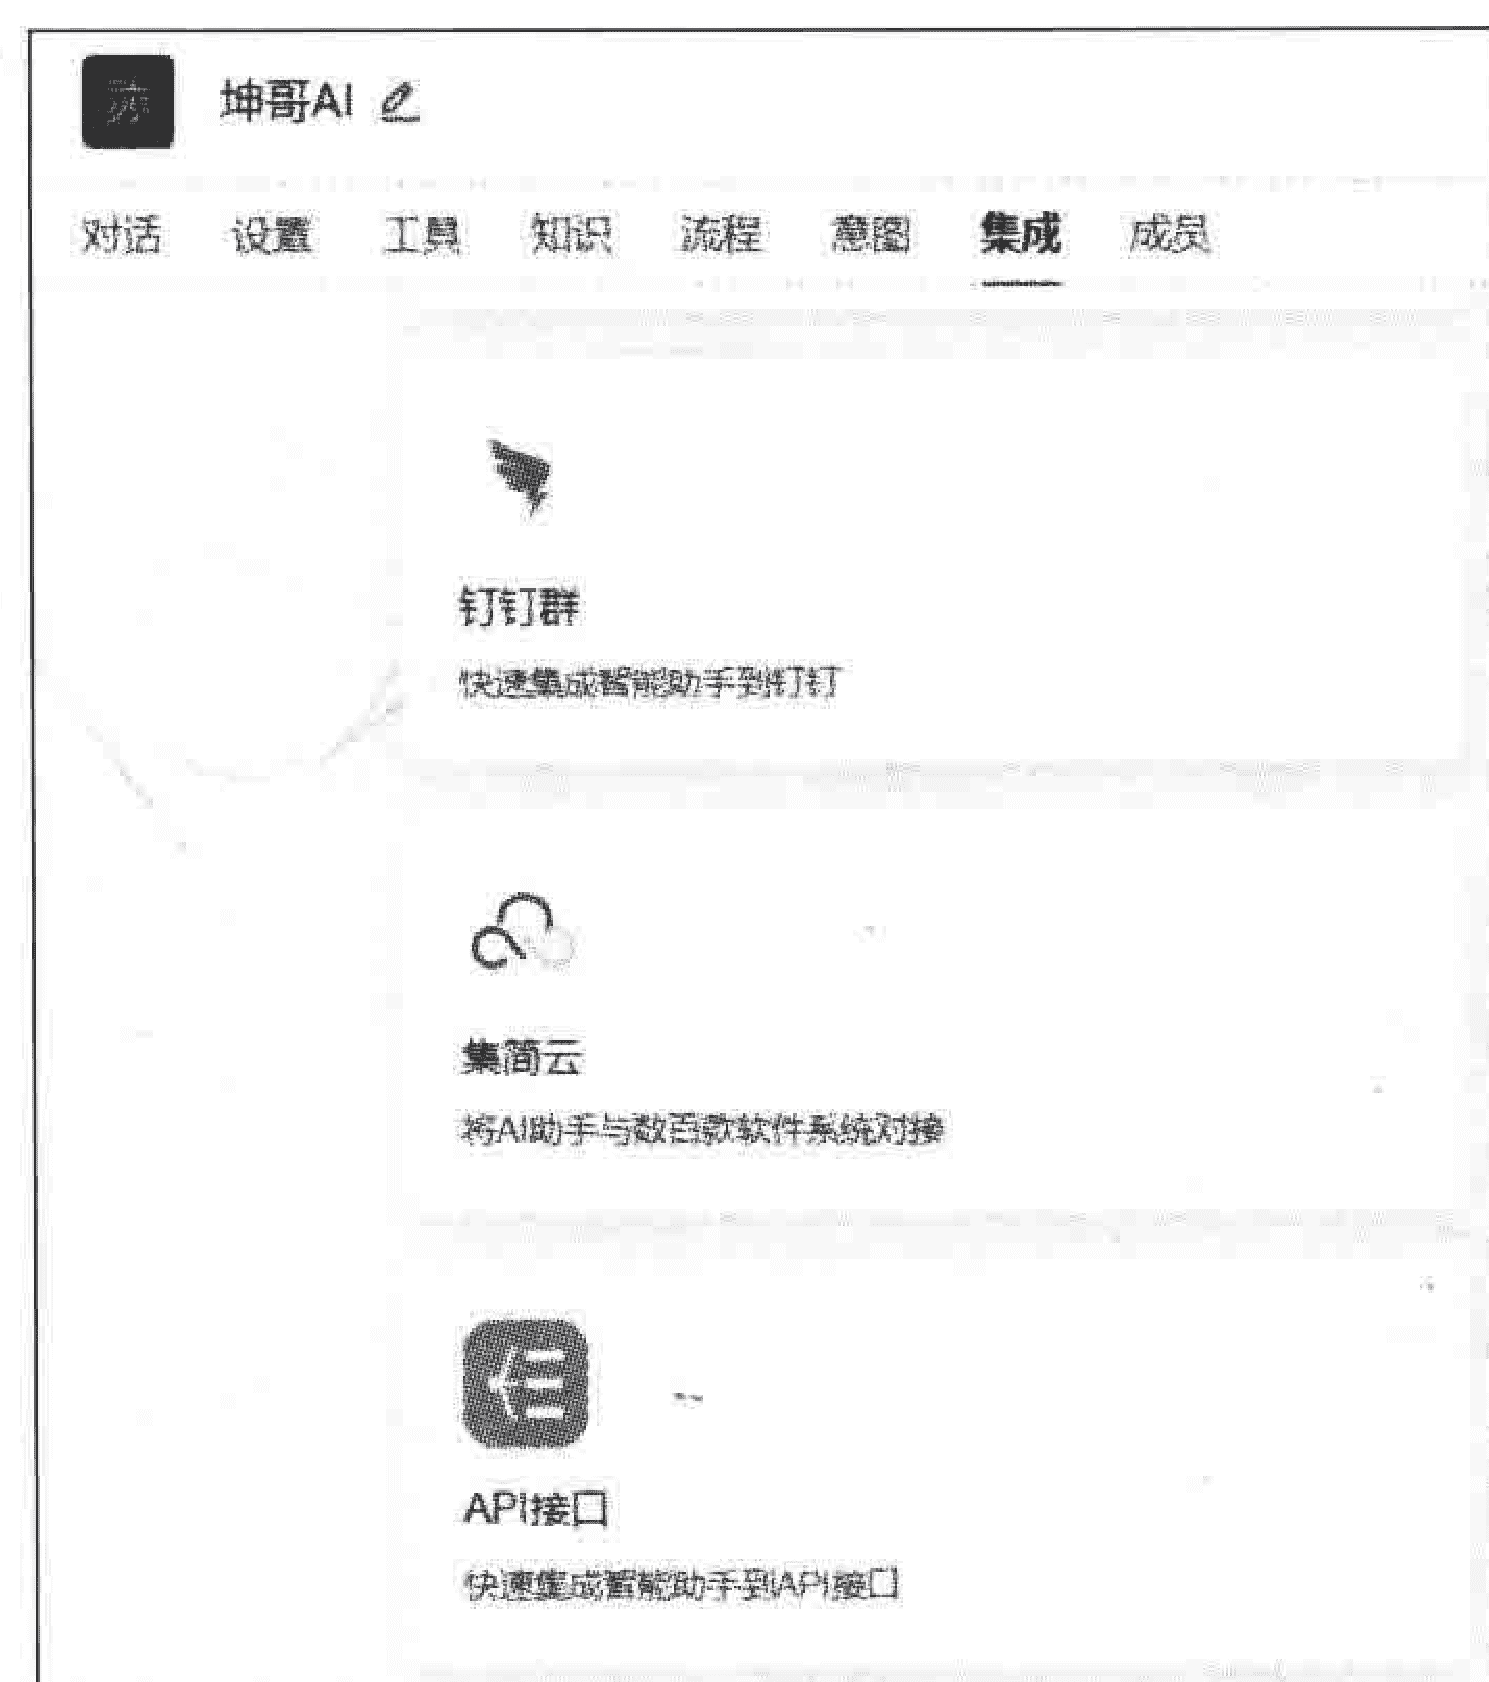 坤哥AI
对话 设置 工具 知识 流程 意图 集成 成员
钉钉群
快速集成智能助手到钉钉
集简云
将AI助手与数百款软件系统对接
API接口
快速集成智能助手到API接口